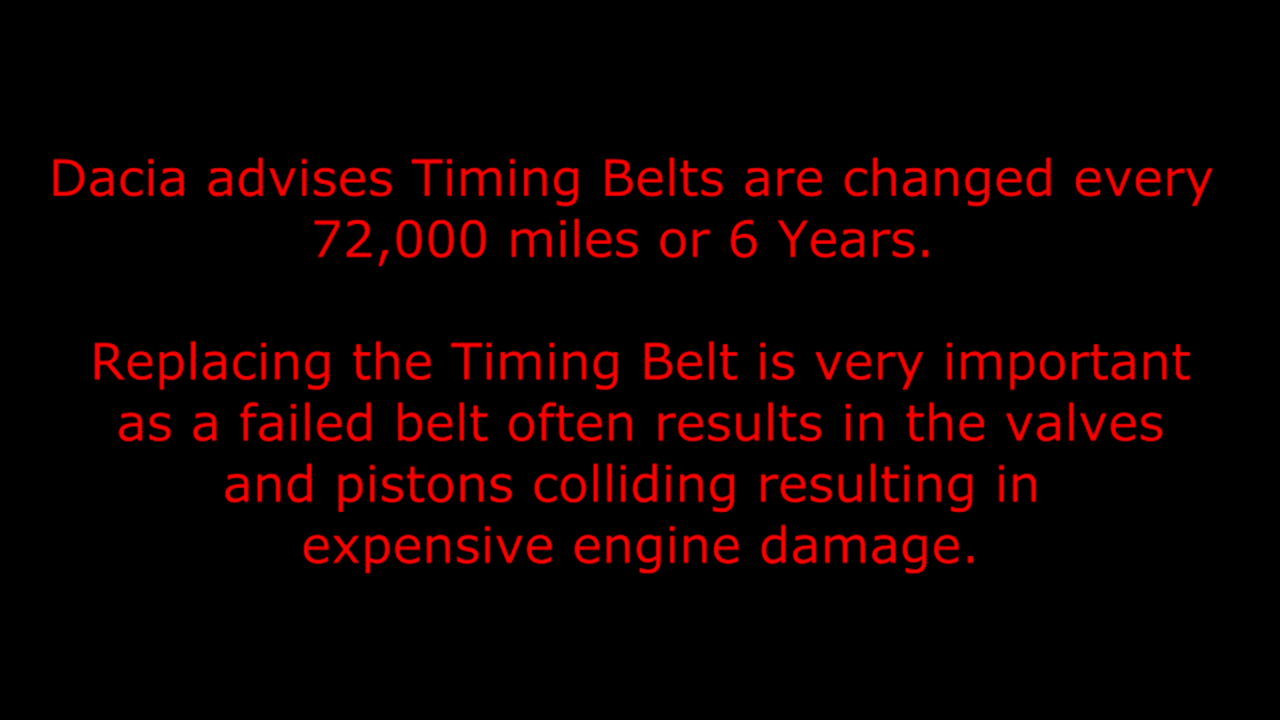 Dacia advises Timing Belts are changed every
72,000 miles or 6 Years.
Replacing the Timing Belt is very important
as a failed belt often results in the valves
and pistons colliding resulting in
expensive engine damage.